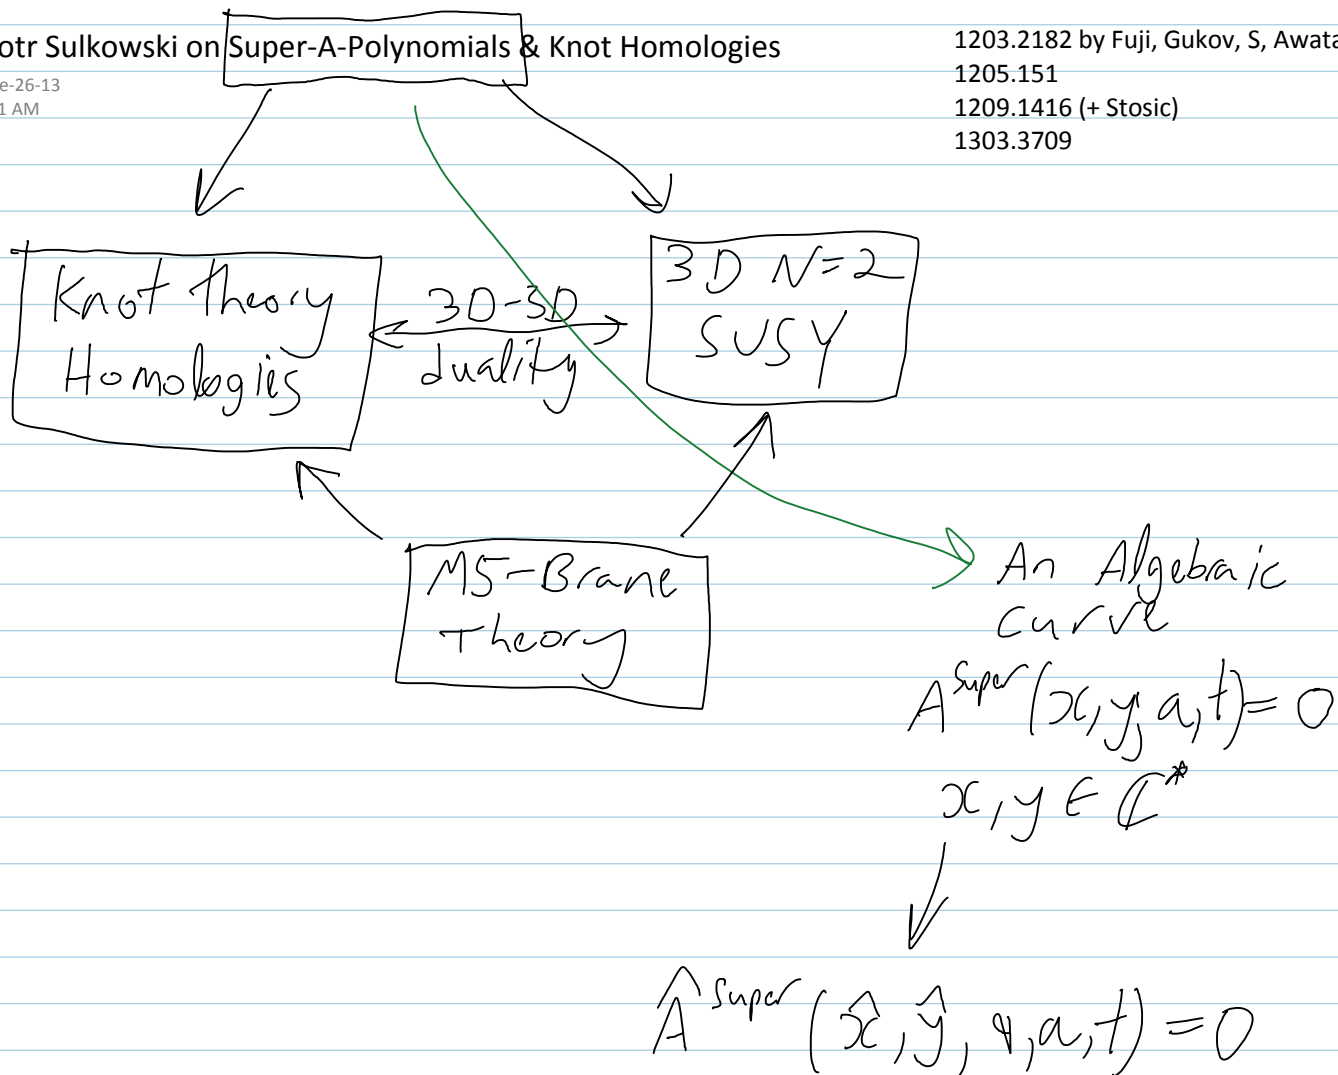 otr Sulkowski on Super-A-Polynomials & Knot Homologies
e-26-13
1 AM
1203.2182 by Fuji, Gukov, S, Awata
1205.151
1209.1416 (+ Stosic)
1303.3709
Knot theory
Homologies
3D-3D
duality
3D N=2
SUSY
M5-Brane
Theory
An Algebraic
curve
A^super (x, y, a, t) = 0
x, y ∈ ℂ*
Â^super (x̂, ŷ, q, a, t) = 0